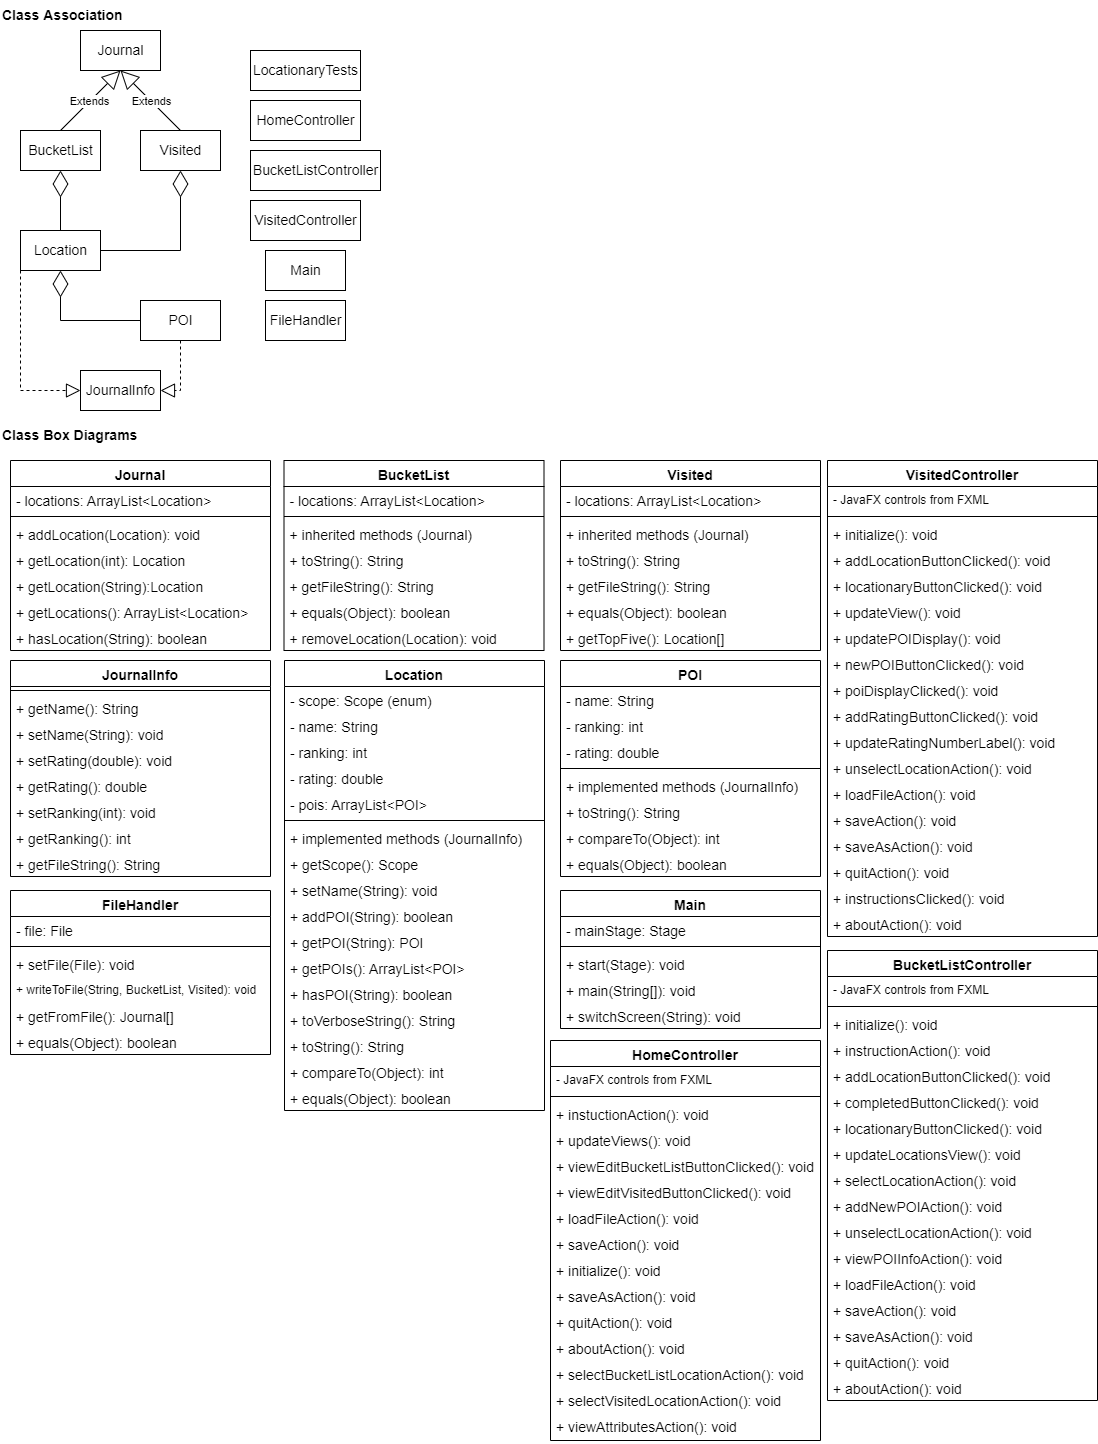 Class Association
Journal
Extends
Extends
BucketList
Visited
Location
POI
JournalInfo
LocationaryTests
HomeController
BucketListController
VisitedController
Main
FileHandler
Class Box Diagrams
Journal
- locations: ArrayList<Location>
+ addLocation(Location): void
+ getLocation(int): Location
+ getLocation(String):Location
+ getLocations(): ArrayList<Location>
+ hasLocation(String): boolean
BucketList
- locations: ArrayList<Location>
+ inherited methods (Journal)
+ toString(): String
+ getFileString(): String
+ equals(Object): boolean
+ removeLocation(Location): void
Visited
- locations: ArrayList<Location>
+ inherited methods (Journal)
+ toString(): String
+ getFileString(): String
+ equals(Object): boolean
+ getTopFive(): Location[]
VisitedController
- JavaFX controls from FXML
+ initialize(): void
+ addLocationButtonClicked(): void
+ locationaryButtonClicked(): void
+ updateView(): void
+ updatePOIDisplay(): void
+ newPOIButtonClicked(): void
+ poiDisplayClicked(): void
+ addRatingButtonClicked(): void
+ updateRatingNumberLabel(): void
+ unselectLocationAction(): void
+ loadFileAction(): void
+ saveAction(): void
+ saveAsAction(): void
+ quitAction(): void
+ instructionsClicked(): void
+ aboutAction(): void
JournalInfo
+ getName(): String
+ setName(String): void
+ setRating(double): void
+ getRating(): double
+ setRanking(int): void
+ getRanking(): int
+ getFileString(): String
Location
- scope: Scope (enum)
- name: String
- ranking: int
- rating: double
- pois: ArrayList<POI>
+ implemented methods (JournalInfo)
+ getScope(): Scope
+ setName(String): void
+ addPOI(String): boolean
+ getPOI(String): POI
+ getPOIs(): ArrayList<POI>
+ hasPOI(String): boolean
+ toVerboseString(): String
+ toString(): String
+ compareTo(Object): int
+ equals(Object): boolean
POI
- name: String
- ranking: int
- rating: double
+ implemented methods (JournalInfo)
+ toString(): String
+ compareTo(Object): int
+ equals(Object): boolean
FileHandler
- file: File
+ setFile(File): void
+ writeToFile(String, BucketList, Visited): void
+ getFromFile(): Journal[]
+ equals(Object): boolean
Main
- mainStage: Stage
+ start(Stage): void
+ main(String[]): void
+ switchScreen(String): void
BucketListController
- JavaFX controls from FXML
+ initialize(): void
+ instructionAction(): void
+ addLocationButtonClicked(): void
+ completedButtonClicked(): void
+ locationaryButtonClicked(): void
+ updateLocationsView(): void
+ selectLocationAction(): void
+ addNewPOIAction(): void
+ unselectLocationAction(): void
+ viewPOIInfoAction(): void
+ loadFileAction(): void
+ saveAction(): void
+ saveAsAction(): void
+ quitAction(): void
+ aboutAction(): void
HomeController
- JavaFX controls from FXML
+ instuctionAction(): void
+ updateViews(): void
+ viewEditBucketListButtonClicked(): void
+ viewEditVisitedButtonClicked(): void
+ loadFileAction(): void
+ saveAction(): void
+ initialize(): void
+ saveAsAction(): void
+ quitAction(): void
+ aboutAction(): void
+ selectBucketListLocationAction(): void
+ selectVisitedLocationAction(): void
+ viewAttributesAction(): void